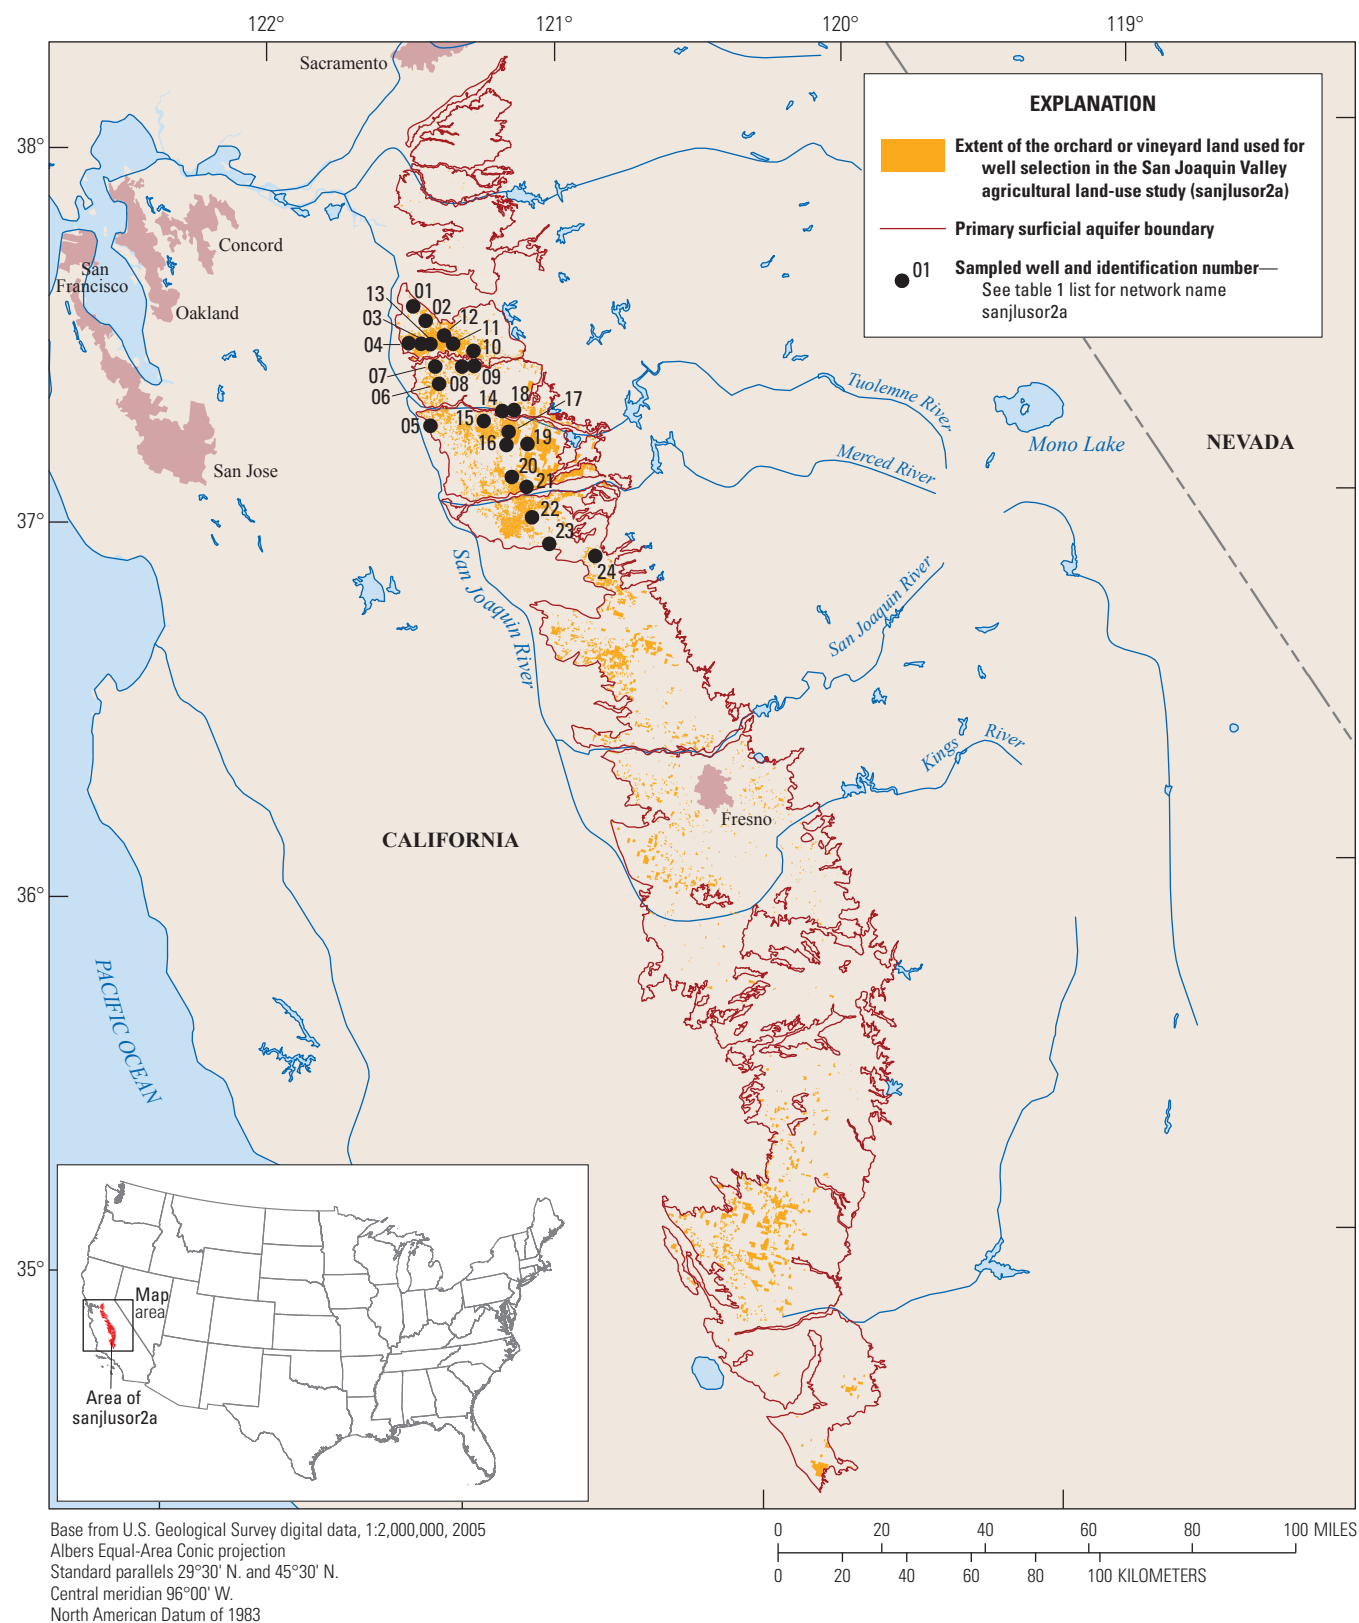 122°
121°
120°
119°
38°
37°
36°
35°
Sacramento
Concord
San
Francisco
Oakland
San Jose
EXPLANATION
Extent of the orchard or vineyard land used for
well selection in the San Joaquin Valley
agricultural land-use study (sanjlusor2a)
Primary surficial aquifer boundary
01
Sampled well and identification number—
See table 1 list for network name
sanjlusor2a
13
01
02
03
12
11
04
10
07
09
08
06
14
18
17
05
15
16
19
20
21
22
23
24
Tuolemne River
Merced River
Mono Lake
NEVADA
San Joaquin River
San Joaquin River
Kings River
Fresno
CALIFORNIA
PACIFIC OCEAN
Map
area
Area of
sanjlusor2a
Base from U.S. Geological Survey digital data, 1:2,000,000, 2005
Albers Equal-Area Conic projection
Standard parallels 29°30' N. and 45°30' N.
Central meridian 96°00' W.
North American Datum of 1983
0 20 40 60 80 100 MILES
0 20 40 60 80 100 KILOMETERS